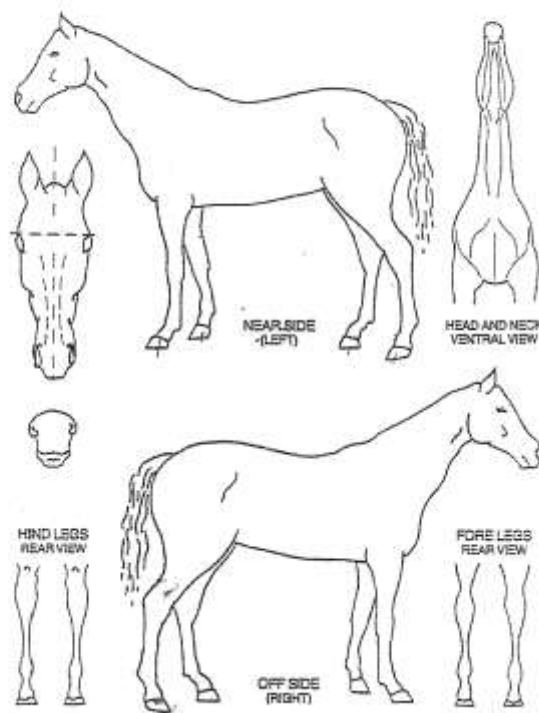 NEAR SIDE
-(LEFT)
HEAD AND NECK
VENTRAL VIEW
HIND LEGS
REAR VIEW
FORE LEGS
REAR VIEW
OFF SIDE
(RIGHT)